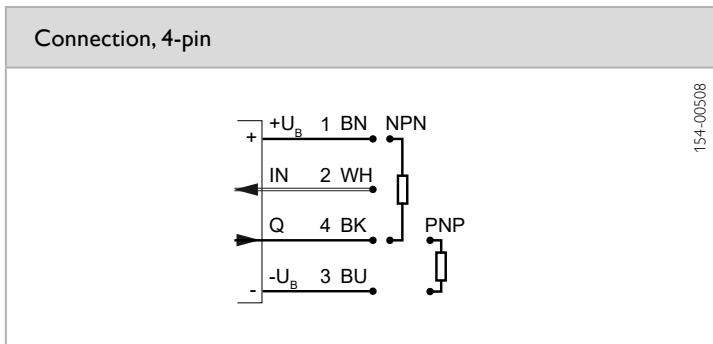 Connection, 4-pin
154-00508
+ +U_B 1 BN NPN
IN 2 WH
Q 4 BK PNP
- -U_B 3 BU